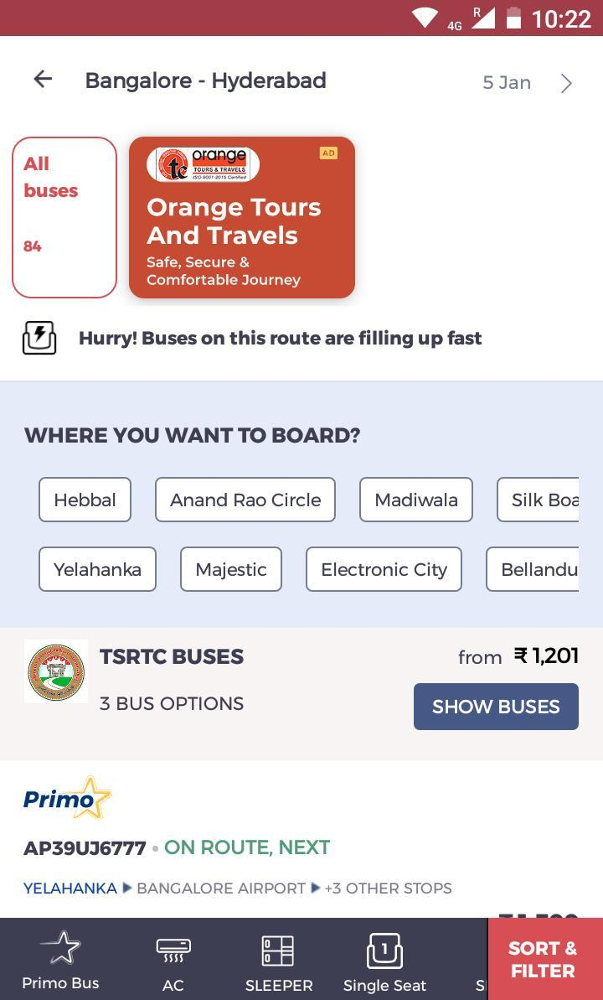 4G R 10:22
Bangalore - Hyderabad 5 Jan
All
buses
84
orange
tc TOURS & TRAVELS
ISO 9001-2015 Certified
AD
Orange Tours
And Travels
Safe, Secure &
Comfortable Journey
Hurry! Buses on this route are filling up fast
WHERE YOU WANT TO BOARD?
Hebbal Anand Rao Circle Madiwala Silk Boa
Yelahanka Majestic Electronic City Bellandu
TSRTC BUSES from ₹ 1,201
3 BUS OPTIONS SHOW BUSES
Primo
AP39UJ6777 • ON ROUTE, NEXT
YELAHANKA ▶ BANGALORE AIRPORT ▶ +3 OTHER STOPS
1
Primo Bus AC SLEEPER Single Seat
SORT &
FILTER